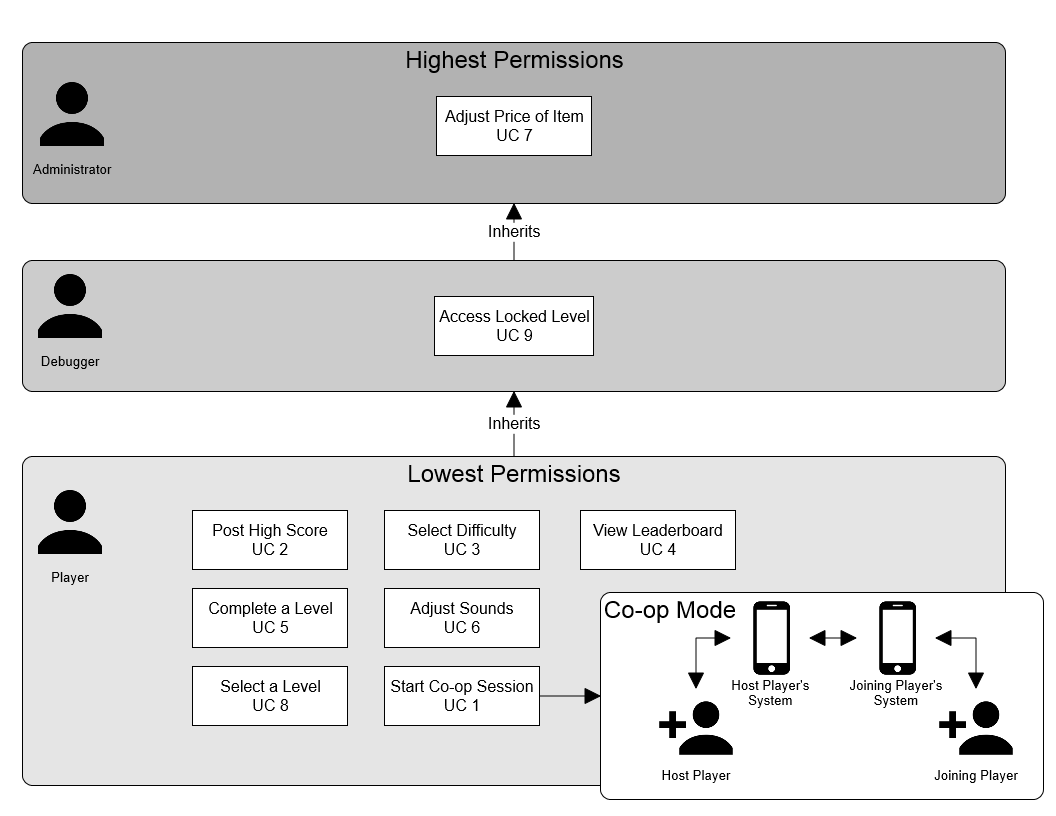 Highest Permissions
Adjust Price of Item
UC 7
Administrator
Inherits
Access Locked Level
UC 9
Debugger
Inherits
Lowest Permissions
Post High Score
UC 2
Select Difficulty
UC 3
View Leaderboard
UC 4
Player
Complete a Level
UC 5
Adjust Sounds
UC 6
Select a Level
UC 8
Start Co-op Session
UC 1
Co-op Mode
Host Player's
System
Joining Player's
System
Host Player
Joining Player